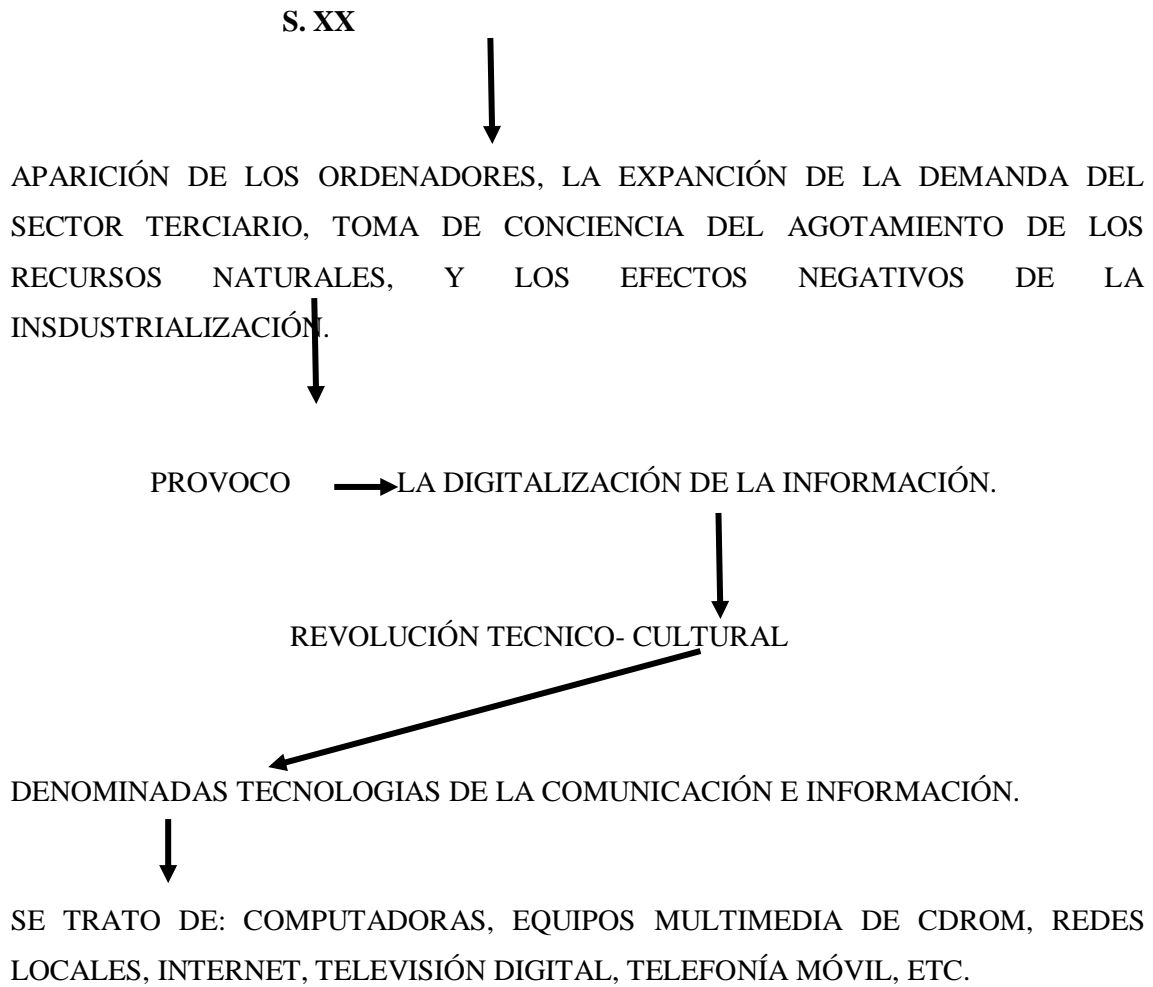 S. XX
APARICIÓN DE LOS ORDENADORES, LA EXPANCIÓN DE LA DEMANDA DEL
SECTOR TERCIARIO, TOMA DE CONCIENCIA DEL AGOTAMIENTO DE LOS
RECURSOS NATURALES, Y LOS EFECTOS NEGATIVOS DE LA
INSDUSTRIALIZACIÓN.
PROVOCO LA DIGITALIZACIÓN DE LA INFORMACIÓN.
REVOLUCIÓN TECNICO- CULTURAL
DENOMINADAS TECNOLOGIAS DE LA COMUNICACIÓN E INFORMACIÓN.
SE TRATO DE: COMPUTADORAS, EQUIPOS MULTIMEDIA DE CDROM, REDES
LOCALES, INTERNET, TELEVISIÓN DIGITAL, TELEFONÍA MÓVIL, ETC.